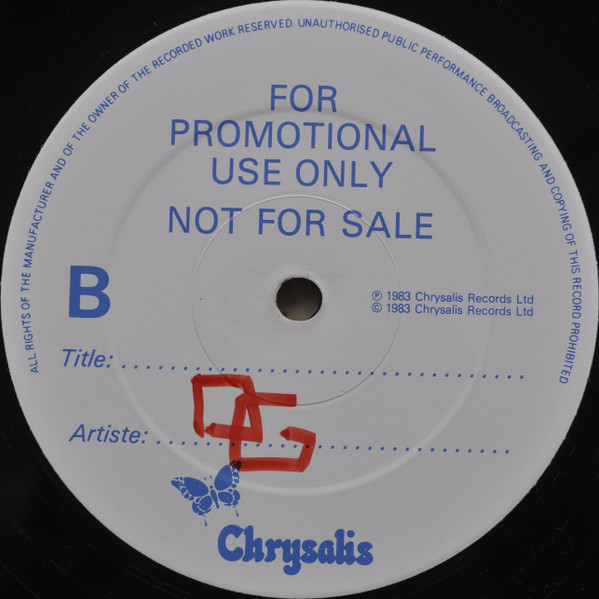 ALL RIGHTS OF THE MANUFACTURER AND OF THE OWNER OF THE RECORDED WORK RESERVED. UNAUTHORISED PUBLIC PERFORMANCE BROADCASTING AND COPYING OF THIS RECORD PROHIBITED
FOR
PROMOTIONAL
USE ONLY
NOT FOR SALE
B
℗ 1983 Chrysalis Records Ltd
© 1983 Chrysalis Records Ltd
Title: ....................................
Artiste: ................................
Chrysalis